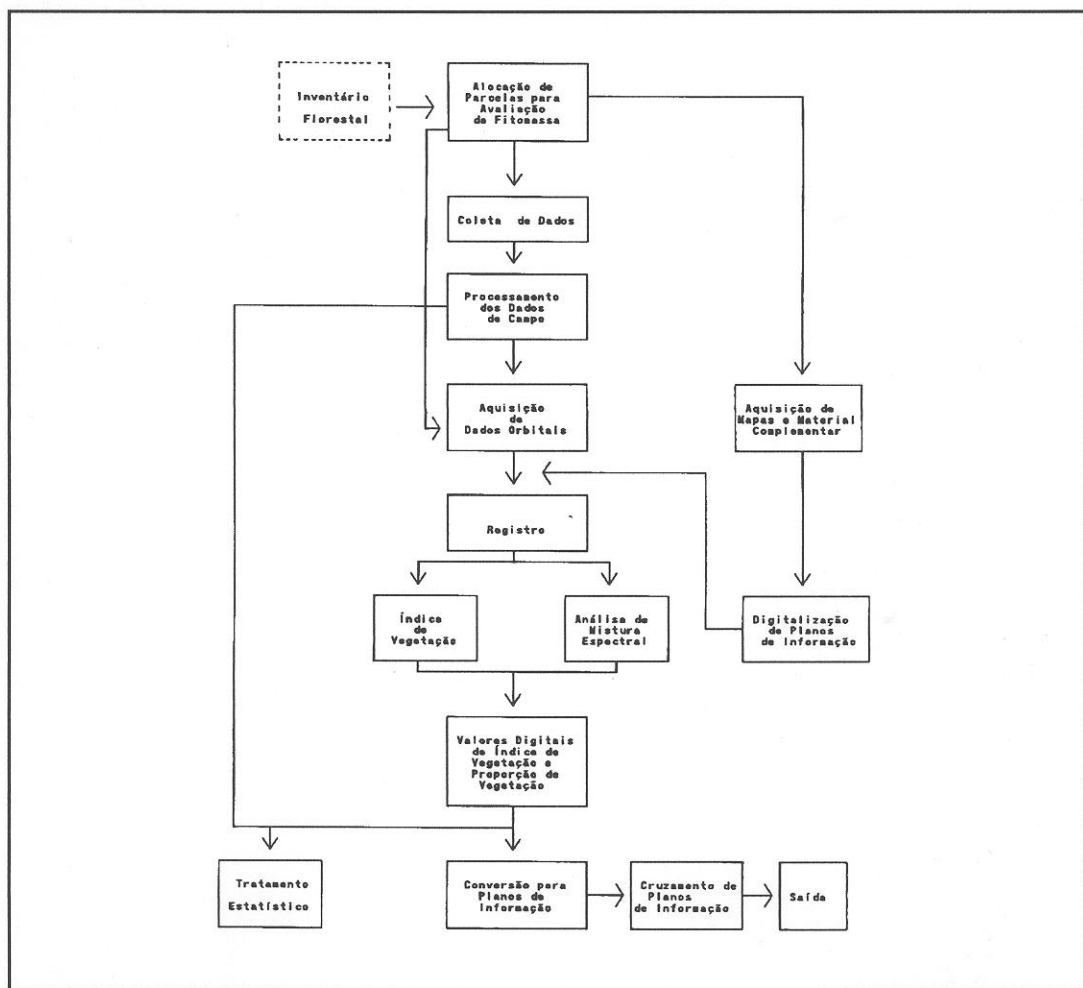 Inventário
Florestal
Alocação de
Parcelas para
Avaliação
de Fitomassa
Coleta de Dados
Processamento
dos Dados
de Campo
Aquisição
de
Dados Orbitais
Aquisição de
Mapas e Material
Complementar
Registro
Índice
de
Vegetação
Análise de
Mistura
Espectral
Digitalização
de Planos
de Informação
Valores Digitais
de Índice de
Vegetação e
Proporção de
Vegetação
Tratamento
Estatístico
Conversão para
Planos de
Informação
Cruzamento de
Planos
de Informação
Saída